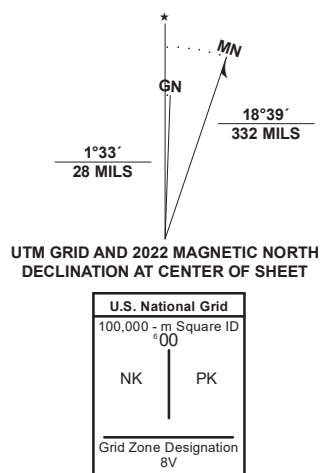 ★
MN
GN
1°33´
28 MILS
18°39´
332 MILS
UTM GRID AND 2022 MAGNETIC NORTH
DECLINATION AT CENTER OF SHEET
U.S. National Grid
100,000 - m Square ID
⁶00
NK PK
Grid Zone Designation
8V